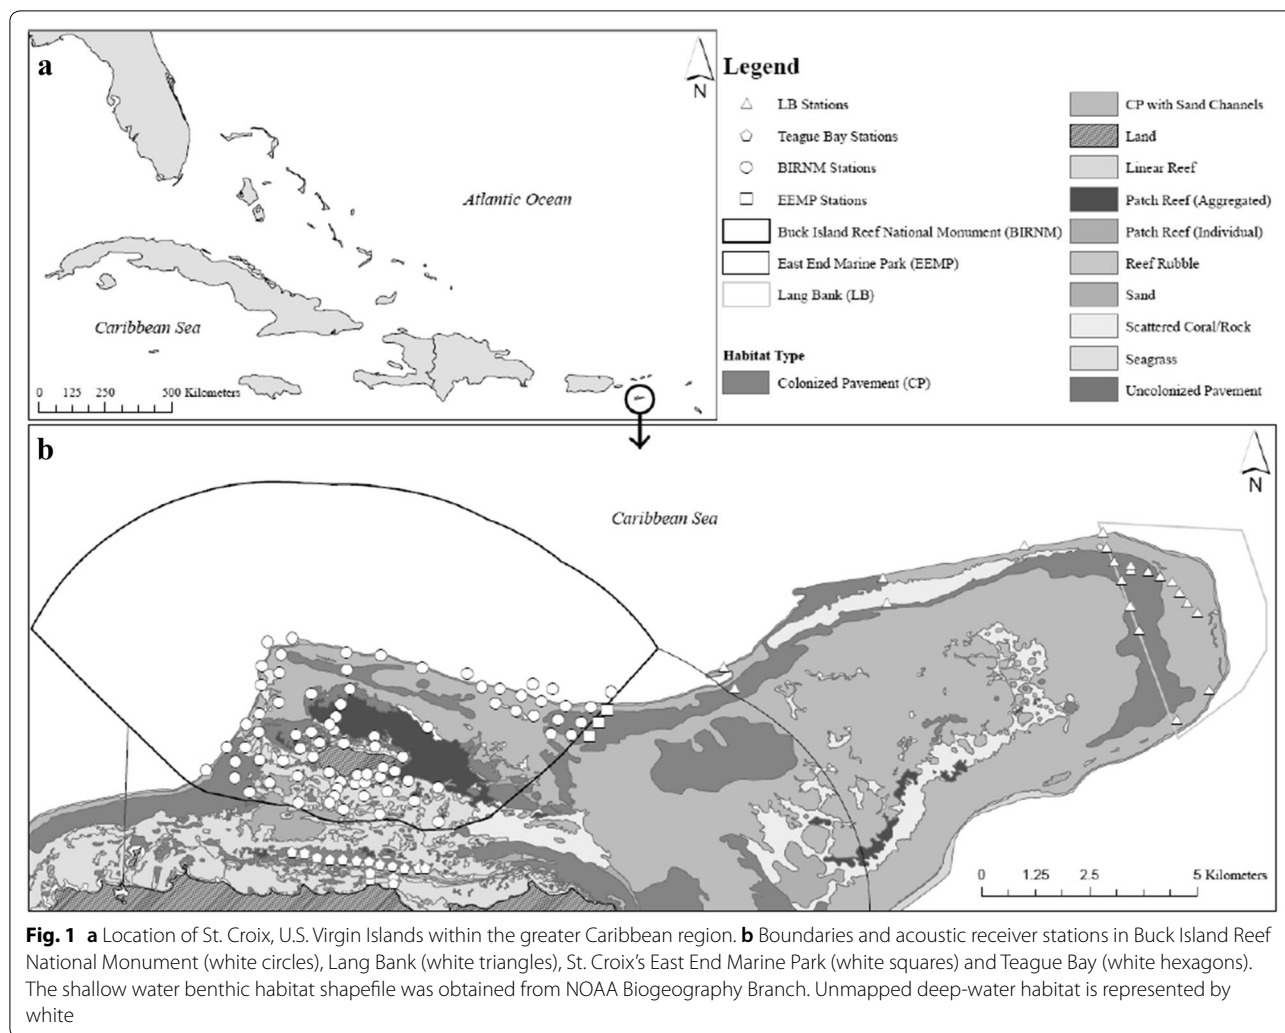 a
N
Atlantic Ocean
Caribbean Sea
0 125 250 500 Kilometers
Legend
LB Stations
Teague Bay Stations
BIRNM Stations
EEMP Stations
Buck Island Reef National Monument (BIRNM)
East End Marine Park (EEMP)
Lang Bank (LB)
Habitat Type
Colonized Pavement (CP)
CP with Sand Channels
Land
Linear Reef
Patch Reef (Aggregated)
Patch Reef (Individual)
Reef Rubble
Sand
Scattered Coral/Rock
Seagrass
Uncolonized Pavement
b
N
Caribbean Sea
0 1.25 2.5 5 Kilometers
Fig. 1 a Location of St. Croix, U.S. Virgin Islands within the greater Caribbean region. b Boundaries and acoustic receiver stations in Buck Island Reef
National Monument (white circles), Lang Bank (white triangles), St. Croix's East End Marine Park (white squares) and Teague Bay (white hexagons).
The shallow water benthic habitat shapefile was obtained from NOAA Biogeography Branch. Unmapped deep-water habitat is represented by
white